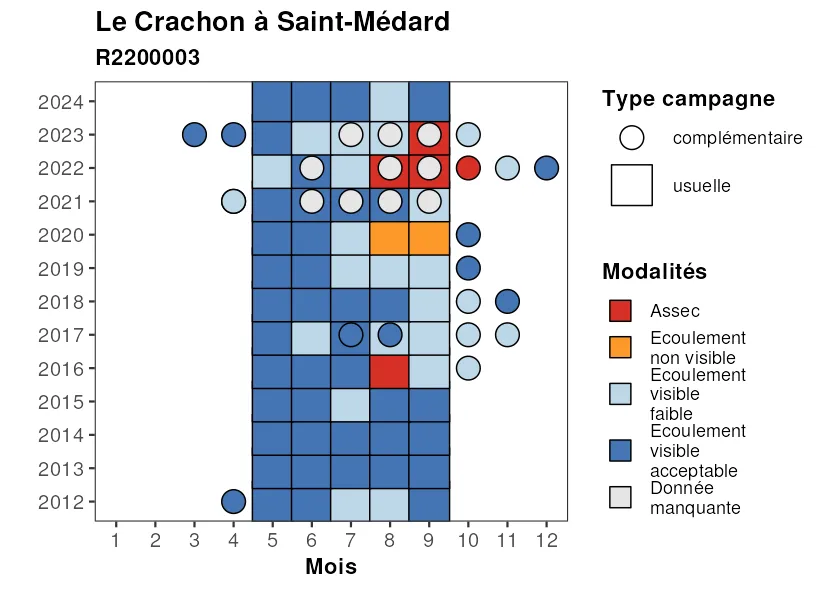 Le Crachon à Saint-Médard
R2200003
2024
2023
2022
2021
2020
2019
2018
2017
2016
2015
2014
2013
2012
1 2 3 4 5 6 7 8 9 10 11 12
Mois
Type campagne
complémentaire
usuelle
Modalités
Assec
Ecoulement
non visible
Ecoulement
visible
faible
Ecoulement
visible
acceptable
Donnée
manquante